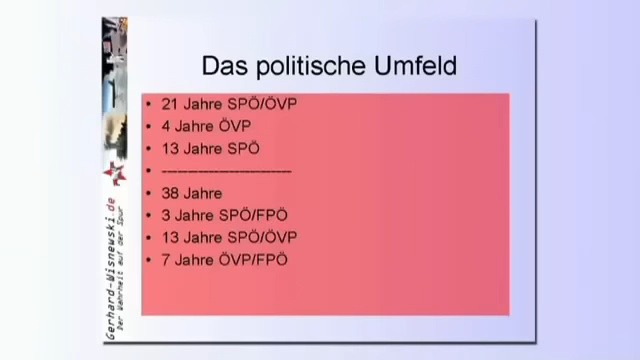 Das politische Umfeld
• 21 Jahre SPÖ/ÖVP
• 4 Jahre ÖVP
• 13 Jahre SPÖ
• ----------------------------
• 38 Jahre
• 3 Jahre SPÖ/FPÖ
• 13 Jahre SPÖ/ÖVP
• 7 Jahre ÖVP/FPÖ
Gerhard-Wisnewski.de
Der Wahrheit auf der Spur